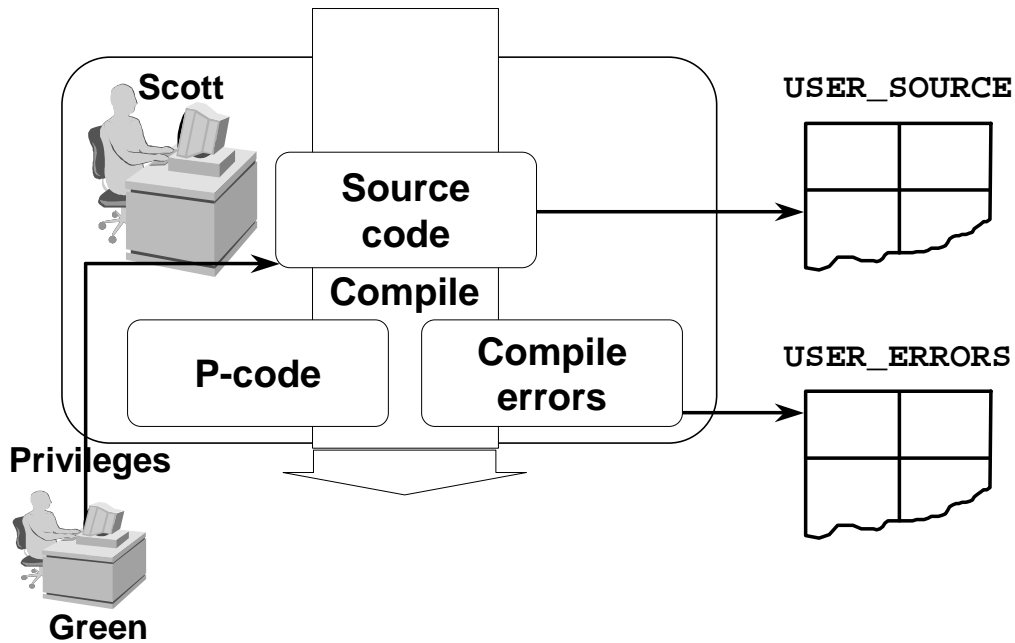 Scott
USER_SOURCE
Source
code
Compile
P-code
Compile
errors
USER_ERRORS
Privileges
Green